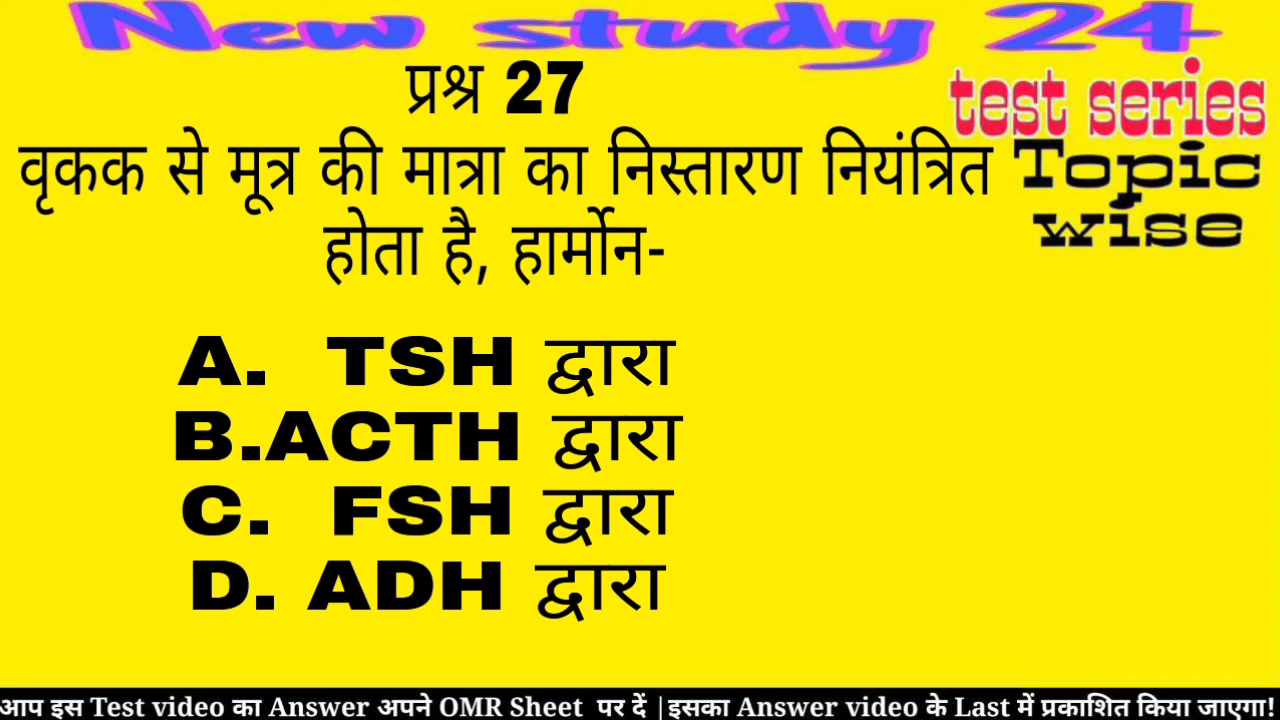 New study 24
test series
Topic
wise
प्रश्न 27
वृकक से मूत्र की मात्रा का निस्तारण नियंत्रित
होता है, हार्मोन-
A. TSH द्वारा
B.ACTH द्वारा
C. FSH द्वारा
D. ADH द्वारा
आप इस Test video का Answer अपने OMR Sheet पर दें |इसका Answer video के Last में प्रकाशित किया जाएगा!